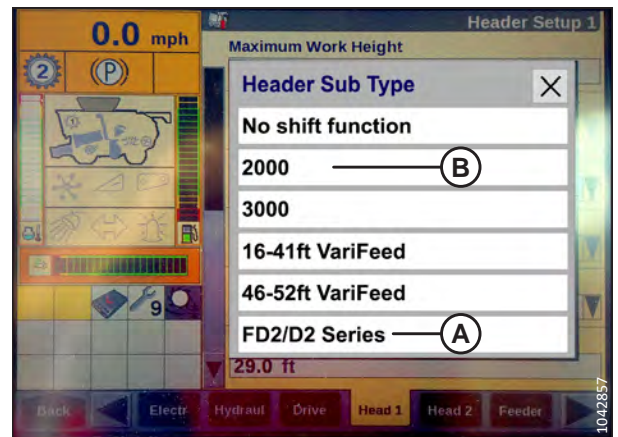 0.0 mph
Header Setup 1
Maximum Work Height
2
(P)
Header Sub Type
No shift function
2000
B
3000
16-41ft VariFeed
46-52ft VariFeed
FD2/D2 Series
A
9
29.0 ft
Back
Electr
Hydraul
Drive
Head 1
Head 2
Feeder
1042857